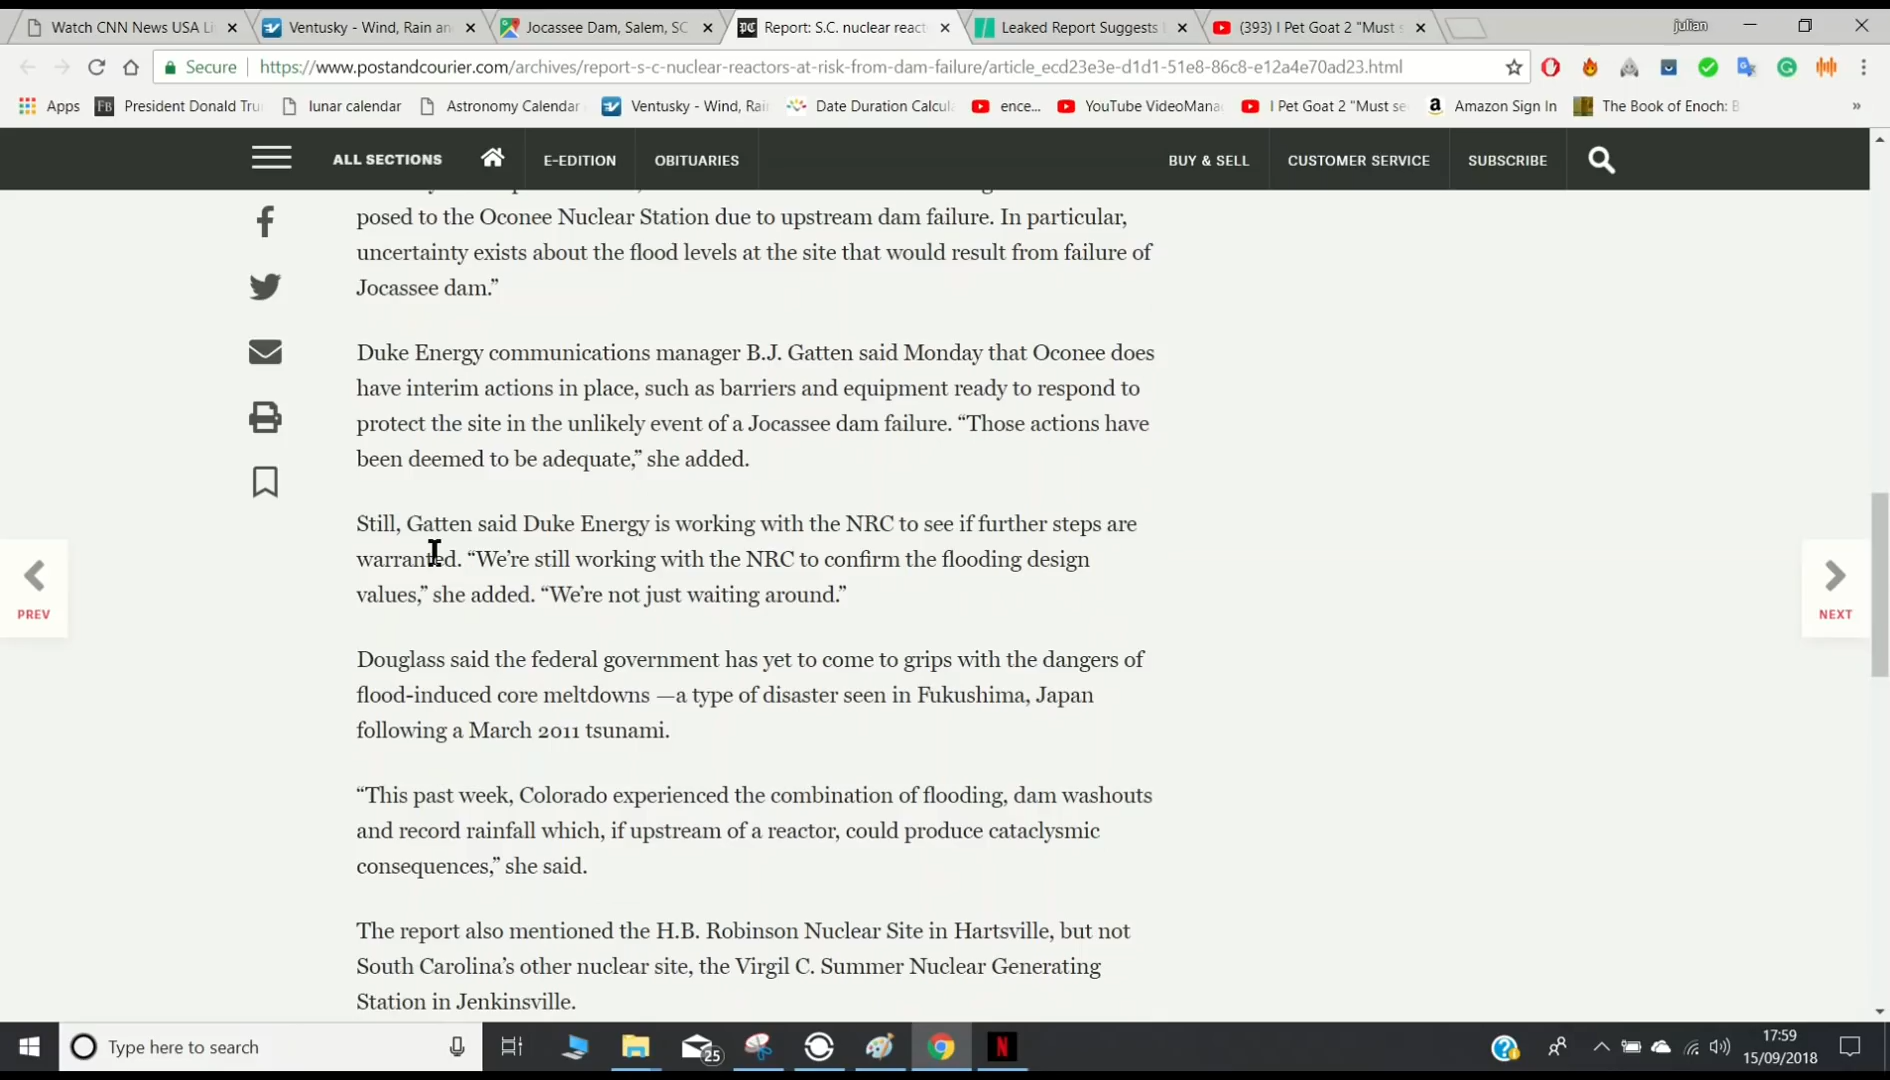 Watch CNN News USA Li
Ventusky - Wind, Rain an
Jocassee Dam, Salem, SC
Report: S.C. nuclear react
Leaked Report Suggests
(393) I Pet Goat 2 "Must s
julian
Secure
https://www.postandcourier.com/archives/report-s-c-nuclear-reactors-at-risk-from-dam-failure/article_ecd23e3e-d1d1-51e8-86c8-e12a4e70ad23.html
Apps
President Donald Tru
lunar calendar
Astronomy Calendar
Ventusky - Wind, Rai
Date Duration Calcul
ence...
YouTube VideoMana
I Pet Goat 2 "Must se
Amazon Sign In
The Book of Enoch: B
»
ALL SECTIONS
E-EDITION
OBITUARIES
BUY & SELL
CUSTOMER SERVICE
SUBSCRIBE
posed to the Oconee Nuclear Station due to upstream dam failure. In particular,
uncertainty exists about the flood levels at the site that would result from failure of
Jocassee dam.”
Duke Energy communications manager B.J. Gatten said Monday that Oconee does
have interim actions in place, such as barriers and equipment ready to respond to
protect the site in the unlikely event of a Jocassee dam failure. “Those actions have
been deemed to be adequate,” she added.
Still, Gatten said Duke Energy is working with the NRC to see if further steps are
warranted. “We’re still working with the NRC to confirm the flooding design
values,” she added. “We’re not just waiting around.”
Douglass said the federal government has yet to come to grips with the dangers of
flood-induced core meltdowns —a type of disaster seen in Fukushima, Japan
following a March 2011 tsunami.
“This past week, Colorado experienced the combination of flooding, dam washouts
and record rainfall which, if upstream of a reactor, could produce cataclysmic
consequences,” she said.
The report also mentioned the H.B. Robinson Nuclear Site in Hartsville, but not
South Carolina’s other nuclear site, the Virgil C. Summer Nuclear Generating
Station in Jenkinsville.
PREV
NEXT
Type here to search
25
17:59
15/09/2018